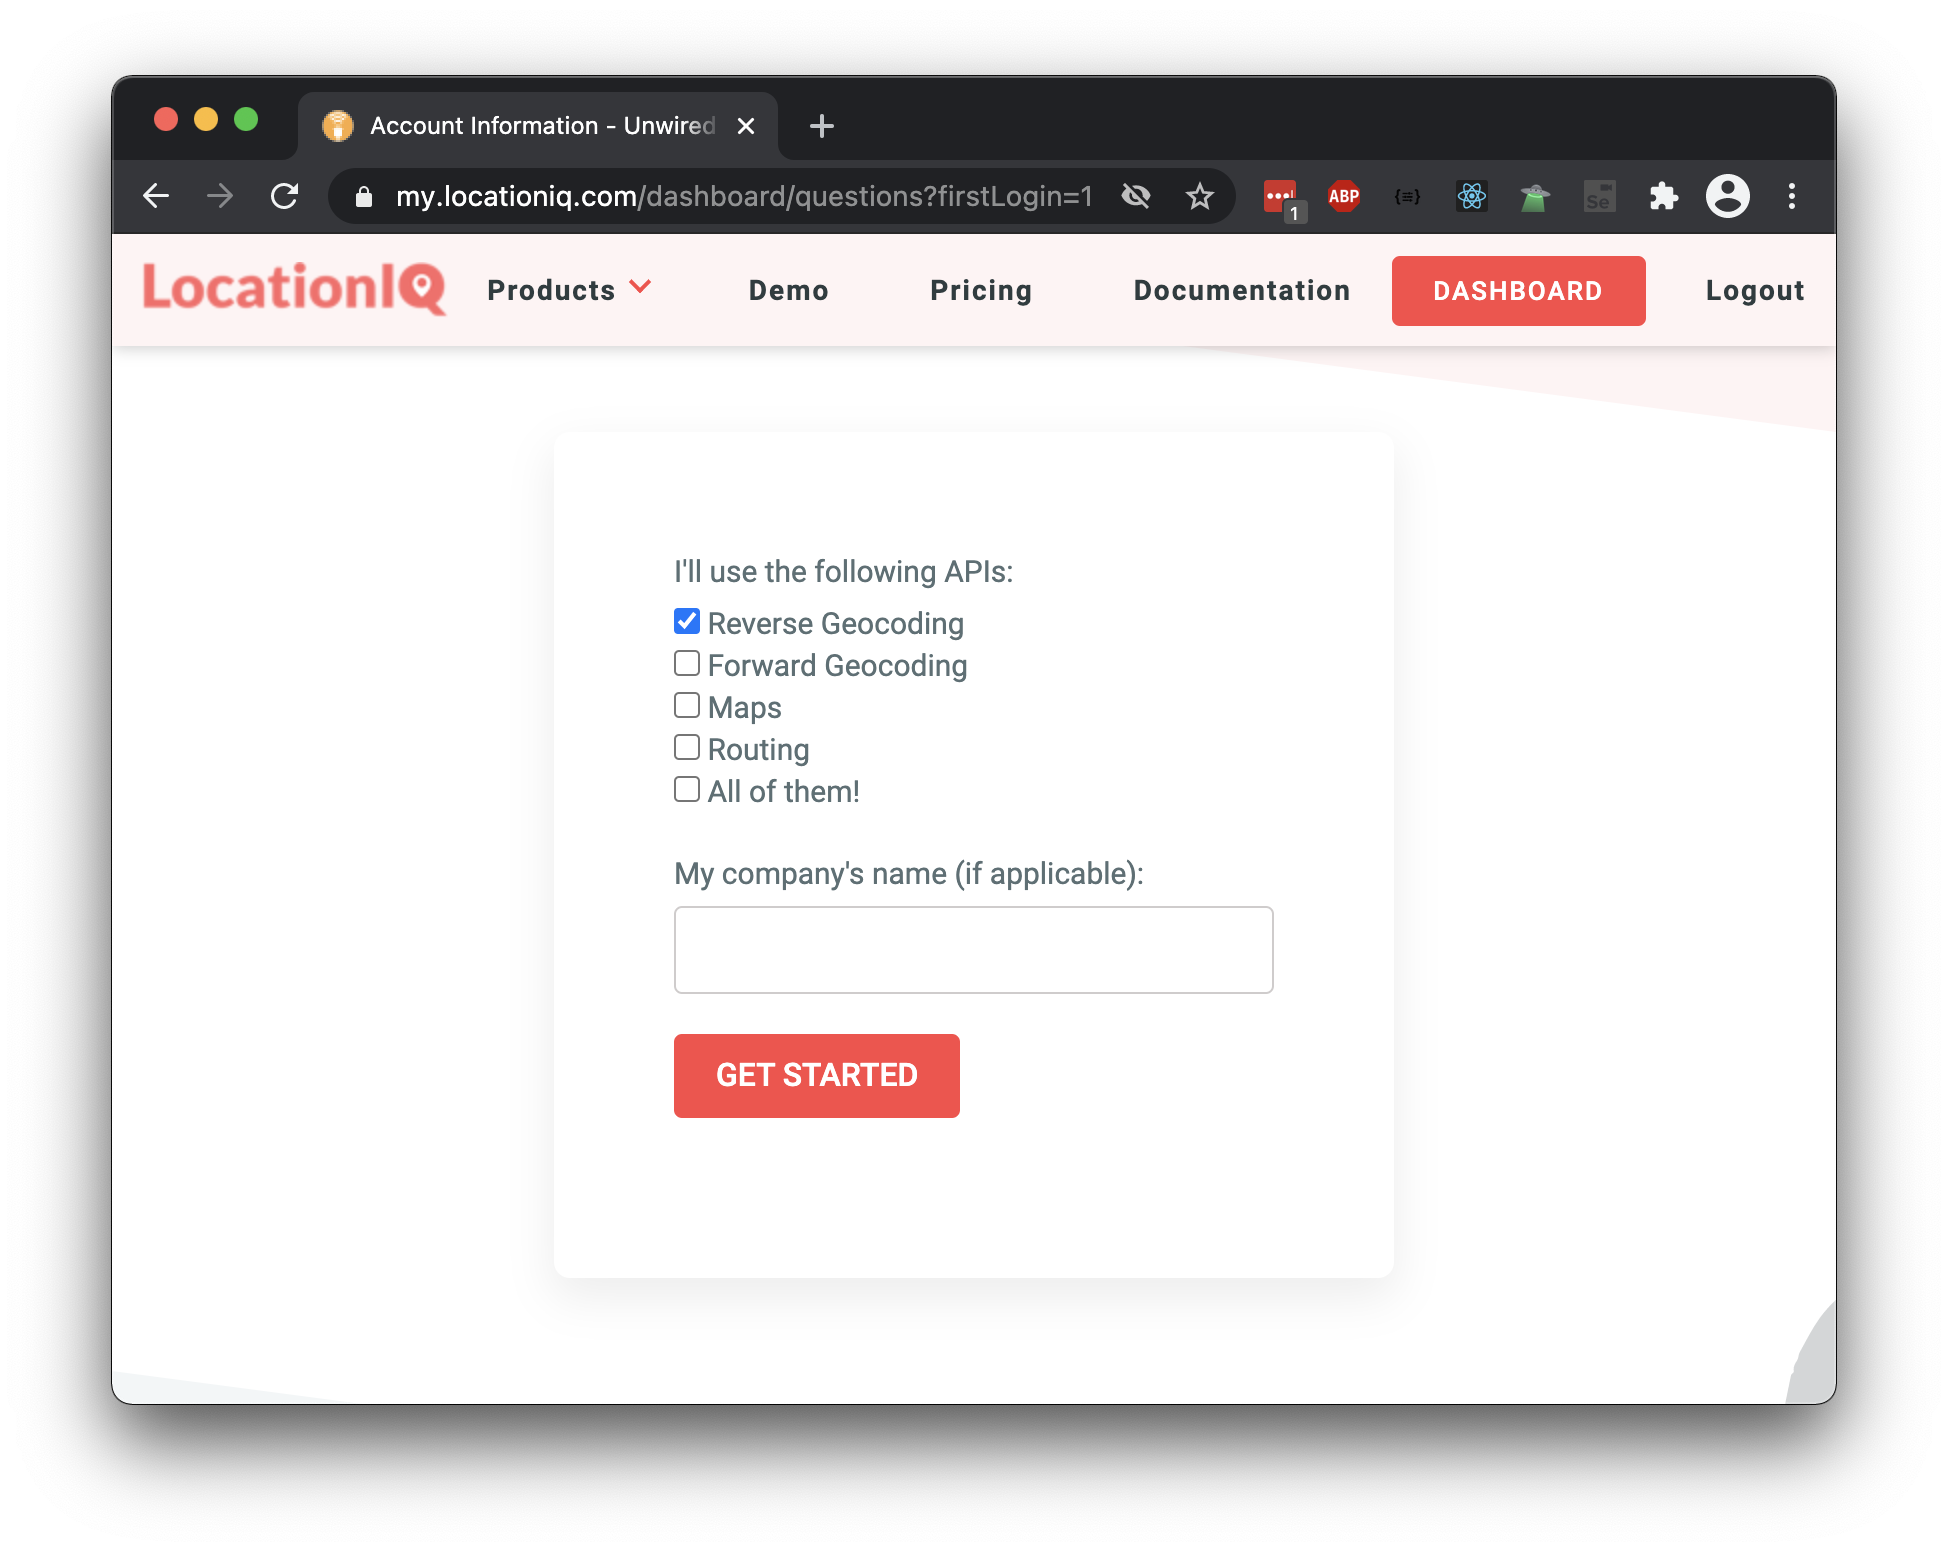 Account Information - Unwired
my.locationiq.com/dashboard/questions?firstLogin=1
1
ABP
{≡}
Se
LocationIQ
Products
Demo
Pricing
Documentation
DASHBOARD
Logout
I'll use the following APIs:
Reverse Geocoding
Forward Geocoding
Maps
Routing
All of them!
My company's name (if applicable):
GET STARTED